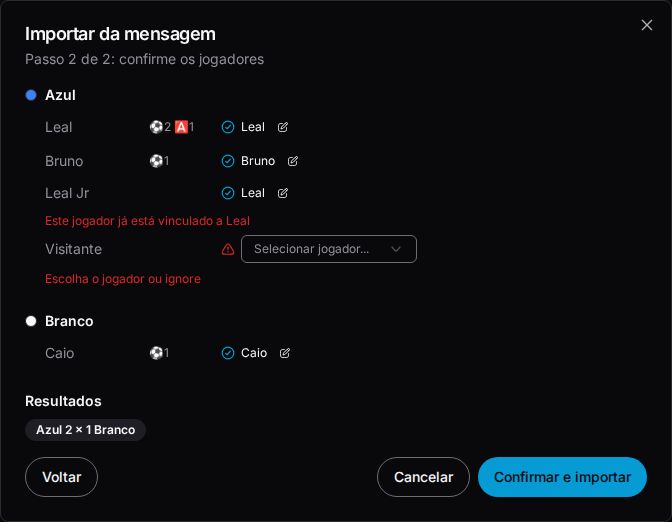 Importar da mensagem
Passo 2 de 2: confirme os jogadores
Azul
Leal ⚽2 🅰️1 Leal
Bruno ⚽1 Bruno
Leal Jr Leal
Este jogador já está vinculado a Leal
Visitante Selecionar jogador...
Escolha o jogador ou ignore
Branco
Caio ⚽1 Caio
Resultados
Azul 2 × 1 Branco
Voltar Cancelar Confirmar e importar